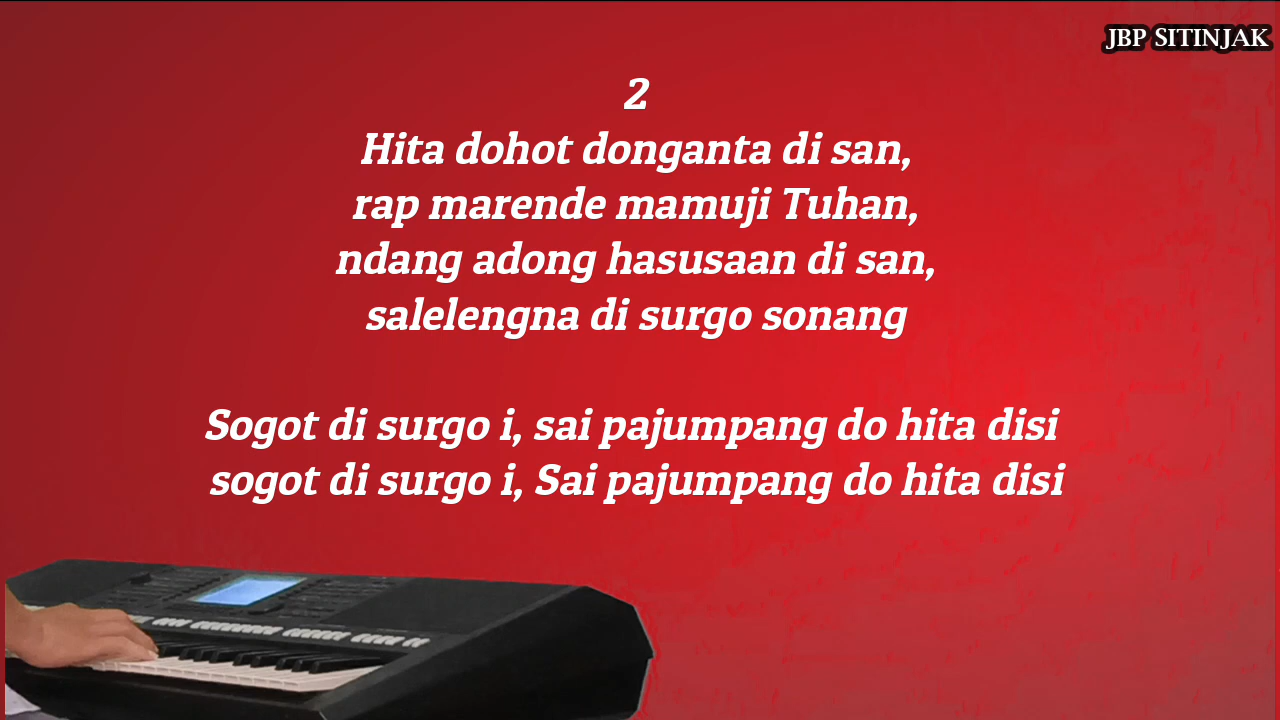 JBP SITINJAK
2
Hita dohot donganta di san,
rap marende mamuji Tuhan,
ndang adong hasusaan di san,
salelengna di surgo sonang
Sogot di surgo i, sai pajumpang do hita disi
sogot di surgo i, Sai pajumpang do hita disi